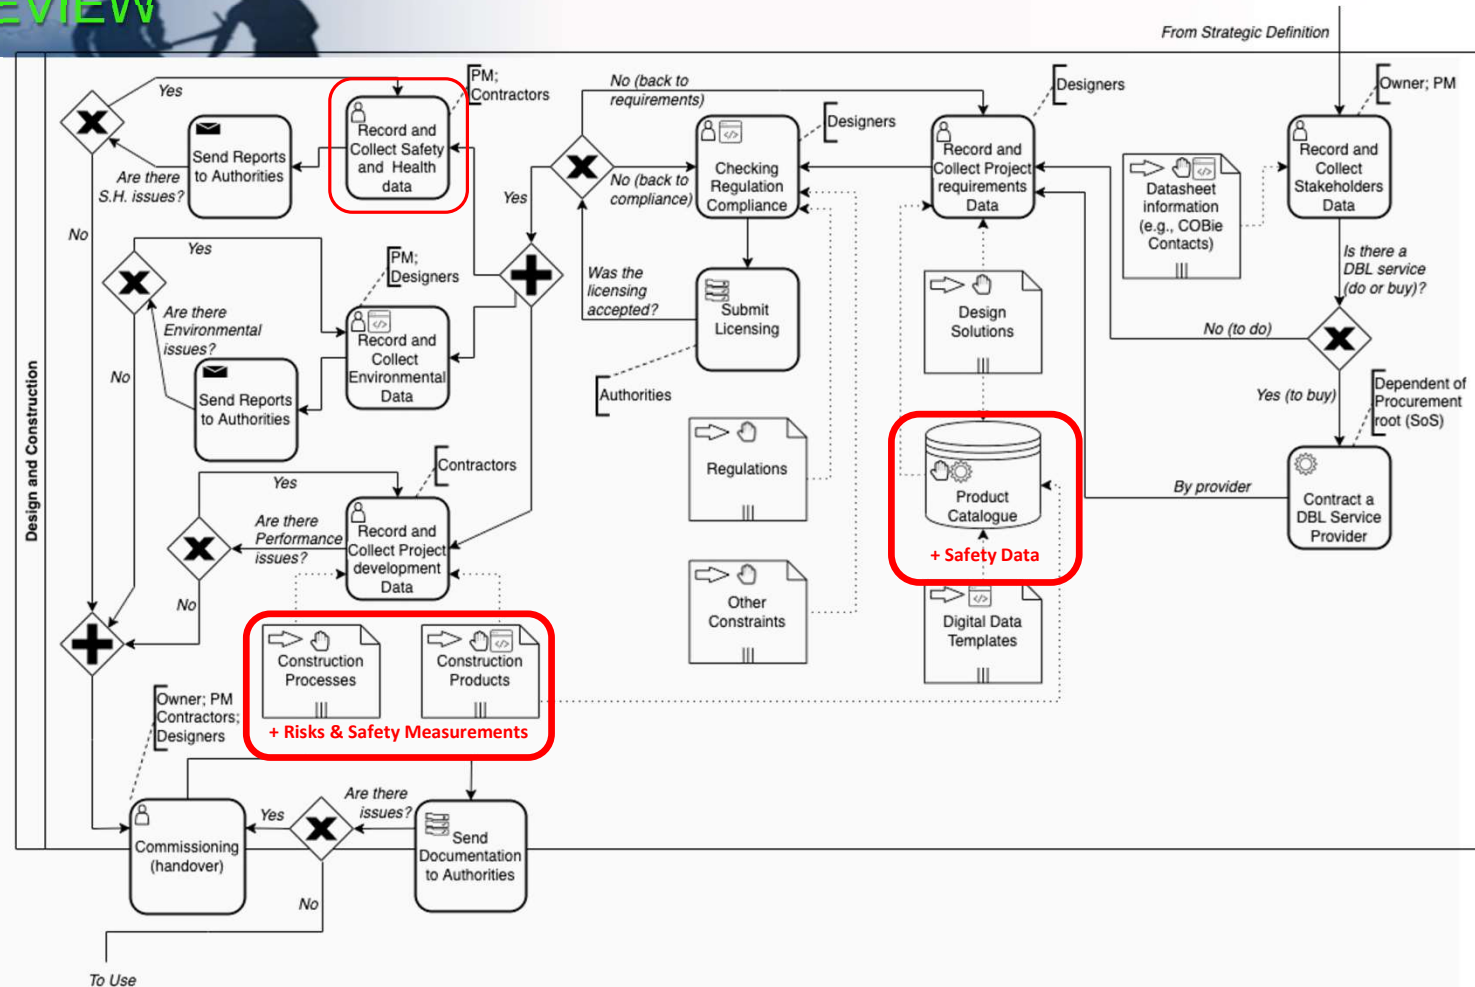 EVIEW
From Strategic Definition
Design and Construction
Yes
PM;
Contractors
Record and
Collect Safety
and Health
data
Send Reports
to Authorities
Are there
S.H. issues?
No
No (back to
requirements)
Designers
Checking
Regulation
Compliance
No (back to
compliance)
Yes
Designers
Record and
Collect Project
requirements
Data
Owner; PM
Record and
Collect
Stakeholders
Data
Datasheet
information
(e.g., COBie
Contacts)
Is there a
DBL service
(do or buy)?
No (to do)
Yes (to buy)
Dependent of
Procurement
root (SoS)
Contract a
DBL Service
Provider
By provider
Yes
PM;
Designers
Are there
Environmental
issues?
Record and
Collect
Environmental
Data
Send Reports
to Authorities
No
Was the
licensing
accepted?
Submit
Licensing
Authorities
Design
Solutions
Regulations
Product
Catalogue
+ Safety Data
Other
Constraints
Digital Data
Templates
Contractors
Yes
Are there
Performance
issues?
Record and
Collect Project
development
Data
No
Construction
Processes
Construction
Products
+ Risks & Safety Measurements
Owner; PM
Contractors;
Designers
Commissioning
(handover)
Yes
Are there
issues?
Send
Documentation
to Authorities
No
To Use